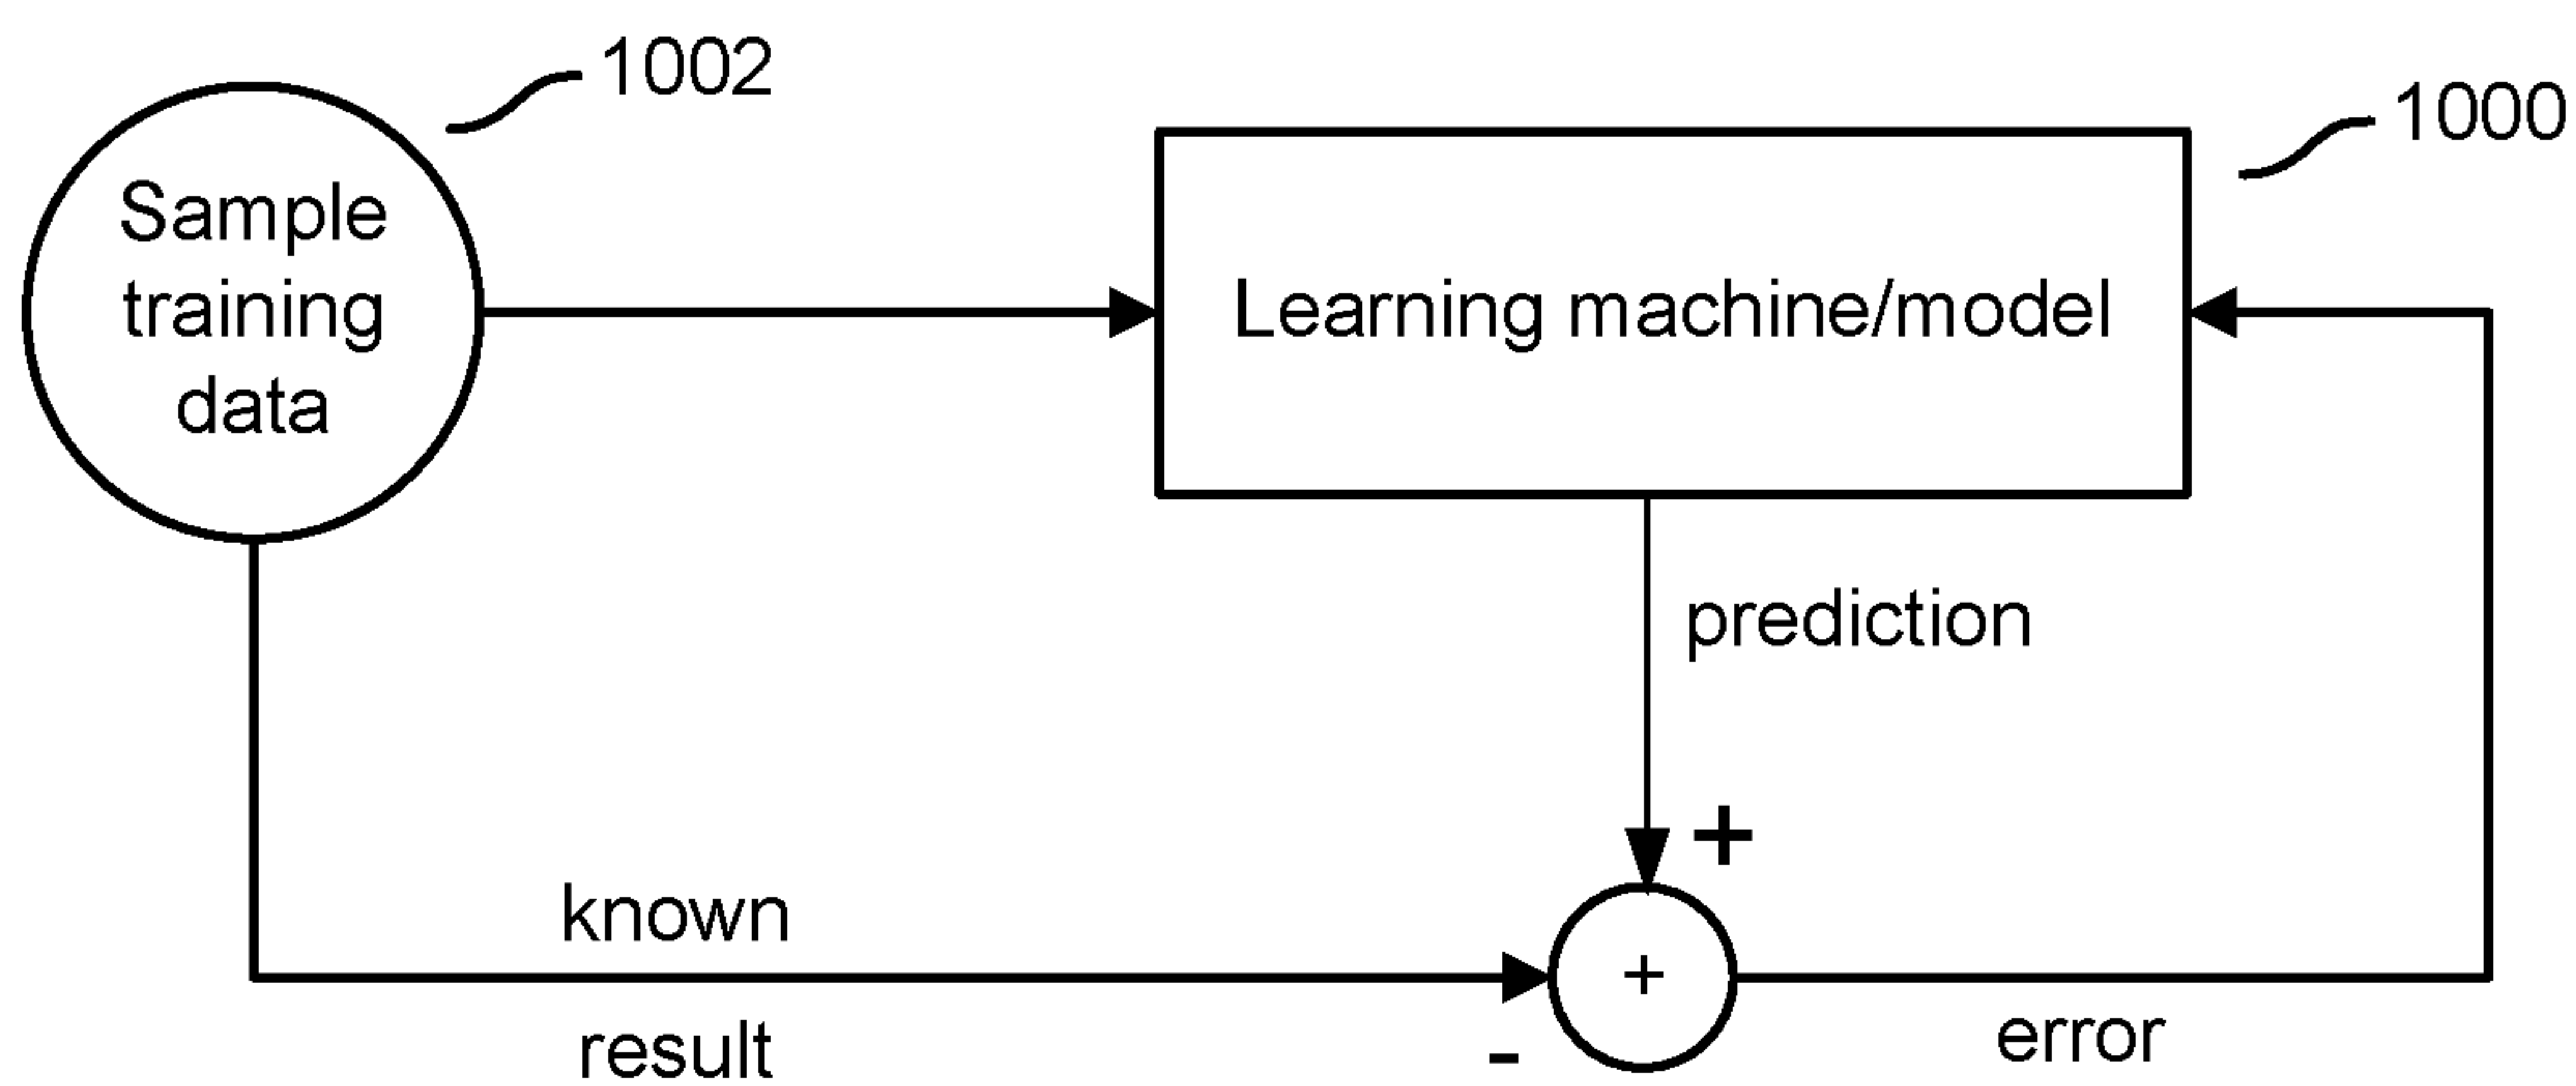 1002
1000
Sample
training
data
Learning machine/model
prediction
+
known
+
result
-
error